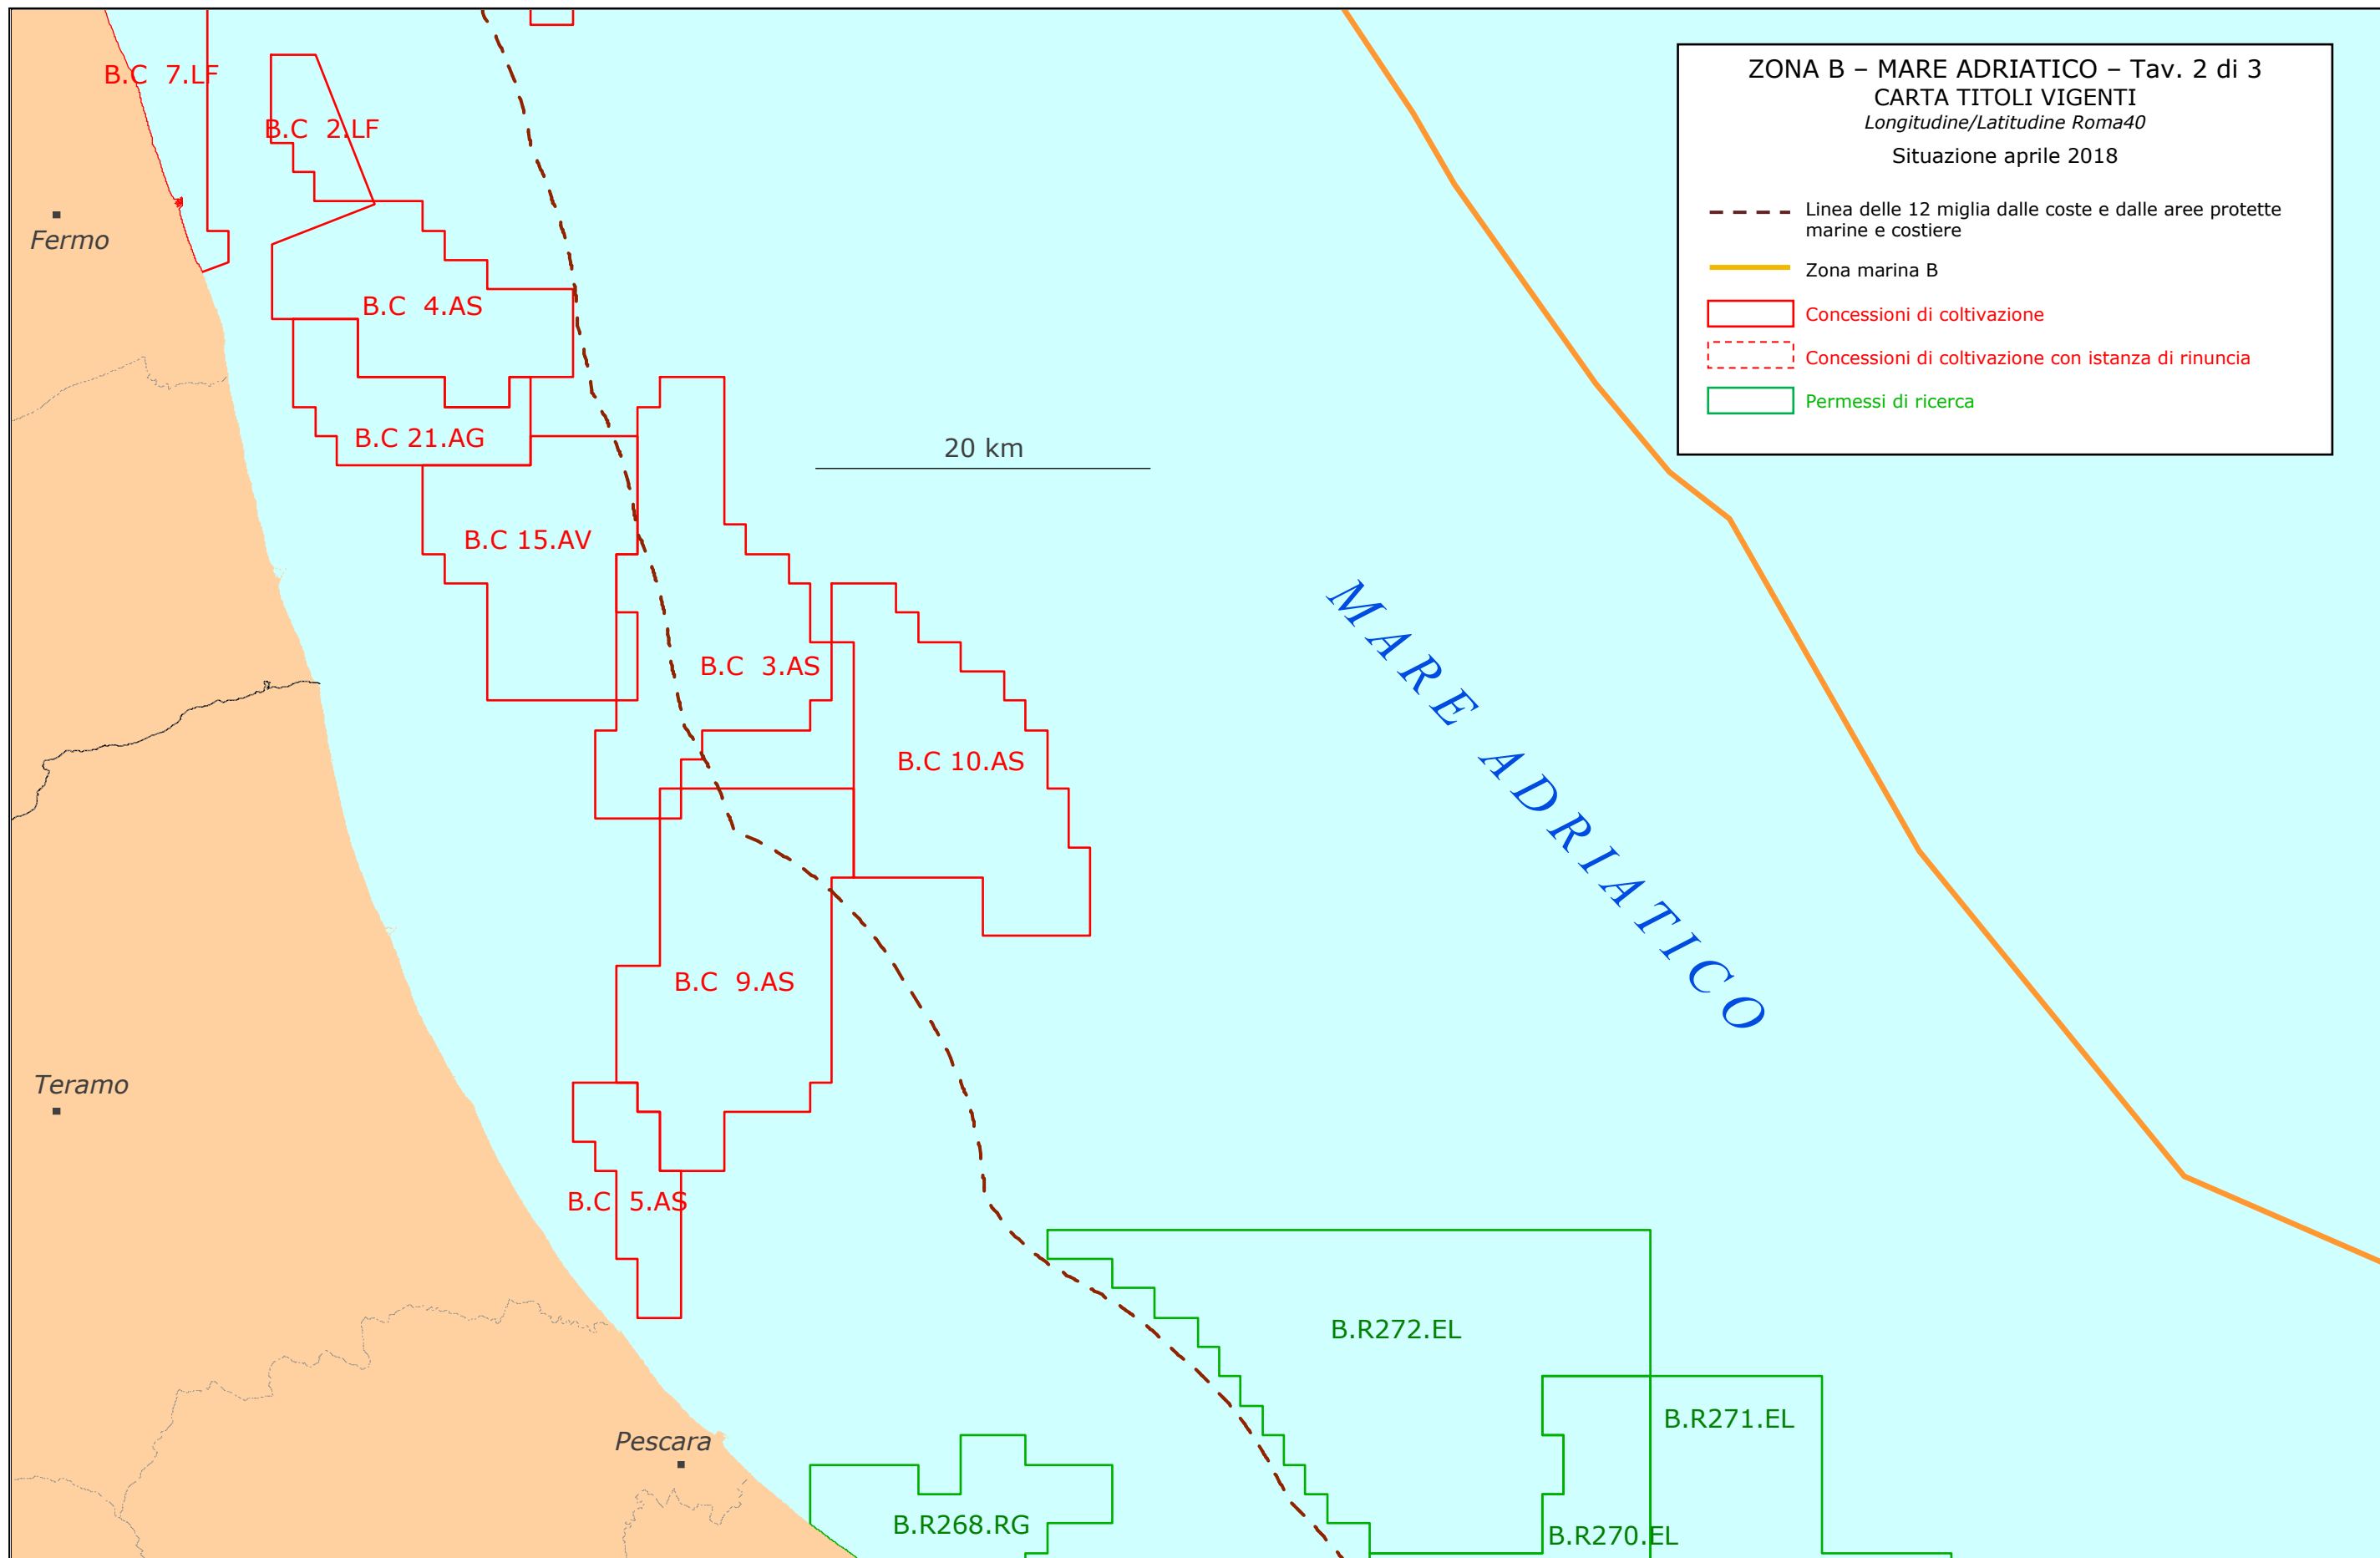 ZONA B – MARE ADRIATICO – Tav. 2 di 3
CARTA TITOLI VIGENTI
Longitudine/Latitudine Roma40
Situazione aprile 2018
Linea delle 12 miglia dalle coste e dalle aree protette
marine e costiere
Zona marina B
Concessioni di coltivazione
Concessioni di coltivazione con istanza di rinuncia
Permessi di ricerca
B.C 7.LF
B.C 2.LF
Fermo
B.C 4.AS
B.C 21.AG
20 km
B.C 15.AV
B.C 3.AS
B.C 10.AS
MARE ADRIATICO
B.C 9.AS
Teramo
B.C 5.AS
B.R272.EL
B.R271.EL
Pescara
B.R268.RG
B.R270.EL